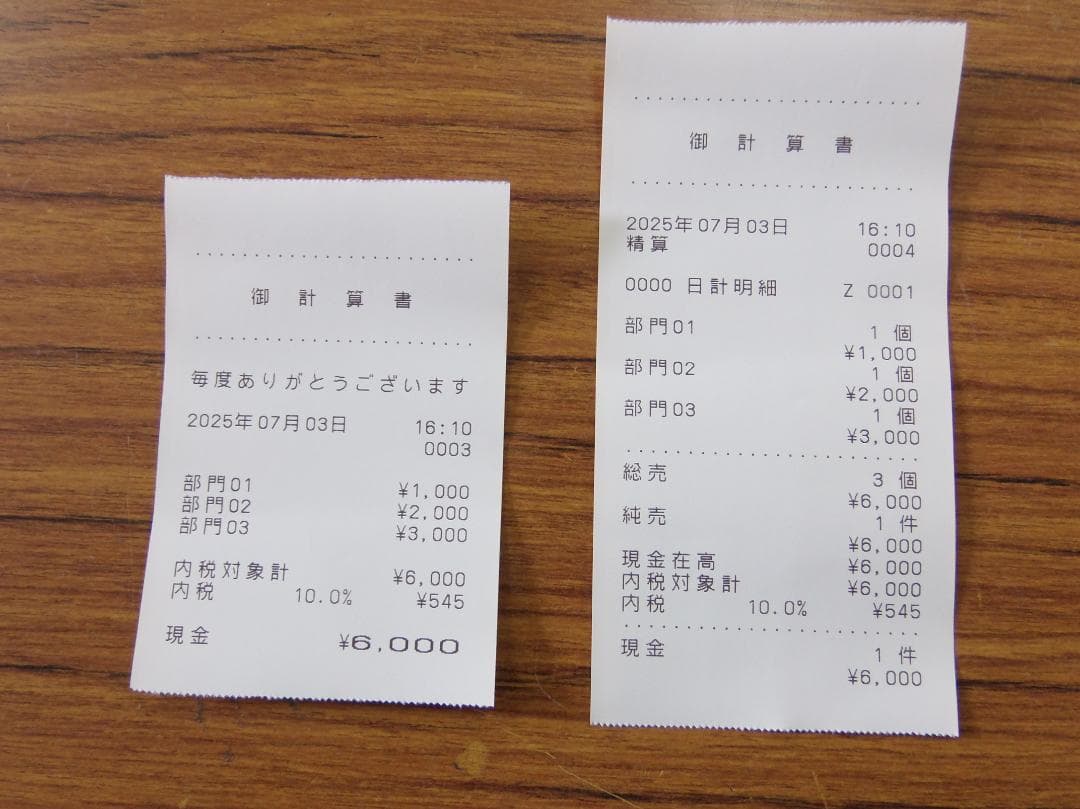 御計算書
毎度ありがとうございます
2025年07月03日 16:10
0003
部門01 ¥1,000
部門02 ¥2,000
部門03 ¥3,000
内税対象計 ¥6,000
内税 10.0% ¥545
現金 ¥6,000
御計算書
2025年07月03日 16:10
精算 0004
0000 日計明細 Z 0001
部門01 1個
¥1,000
部門02 1個
¥2,000
部門03 1個
¥3,000
総売 3個
¥6,000
純売 1件
¥6,000
現金在高 ¥6,000
内税対象計 ¥6,000
内税 10.0% ¥545
現金 1件
¥6,000